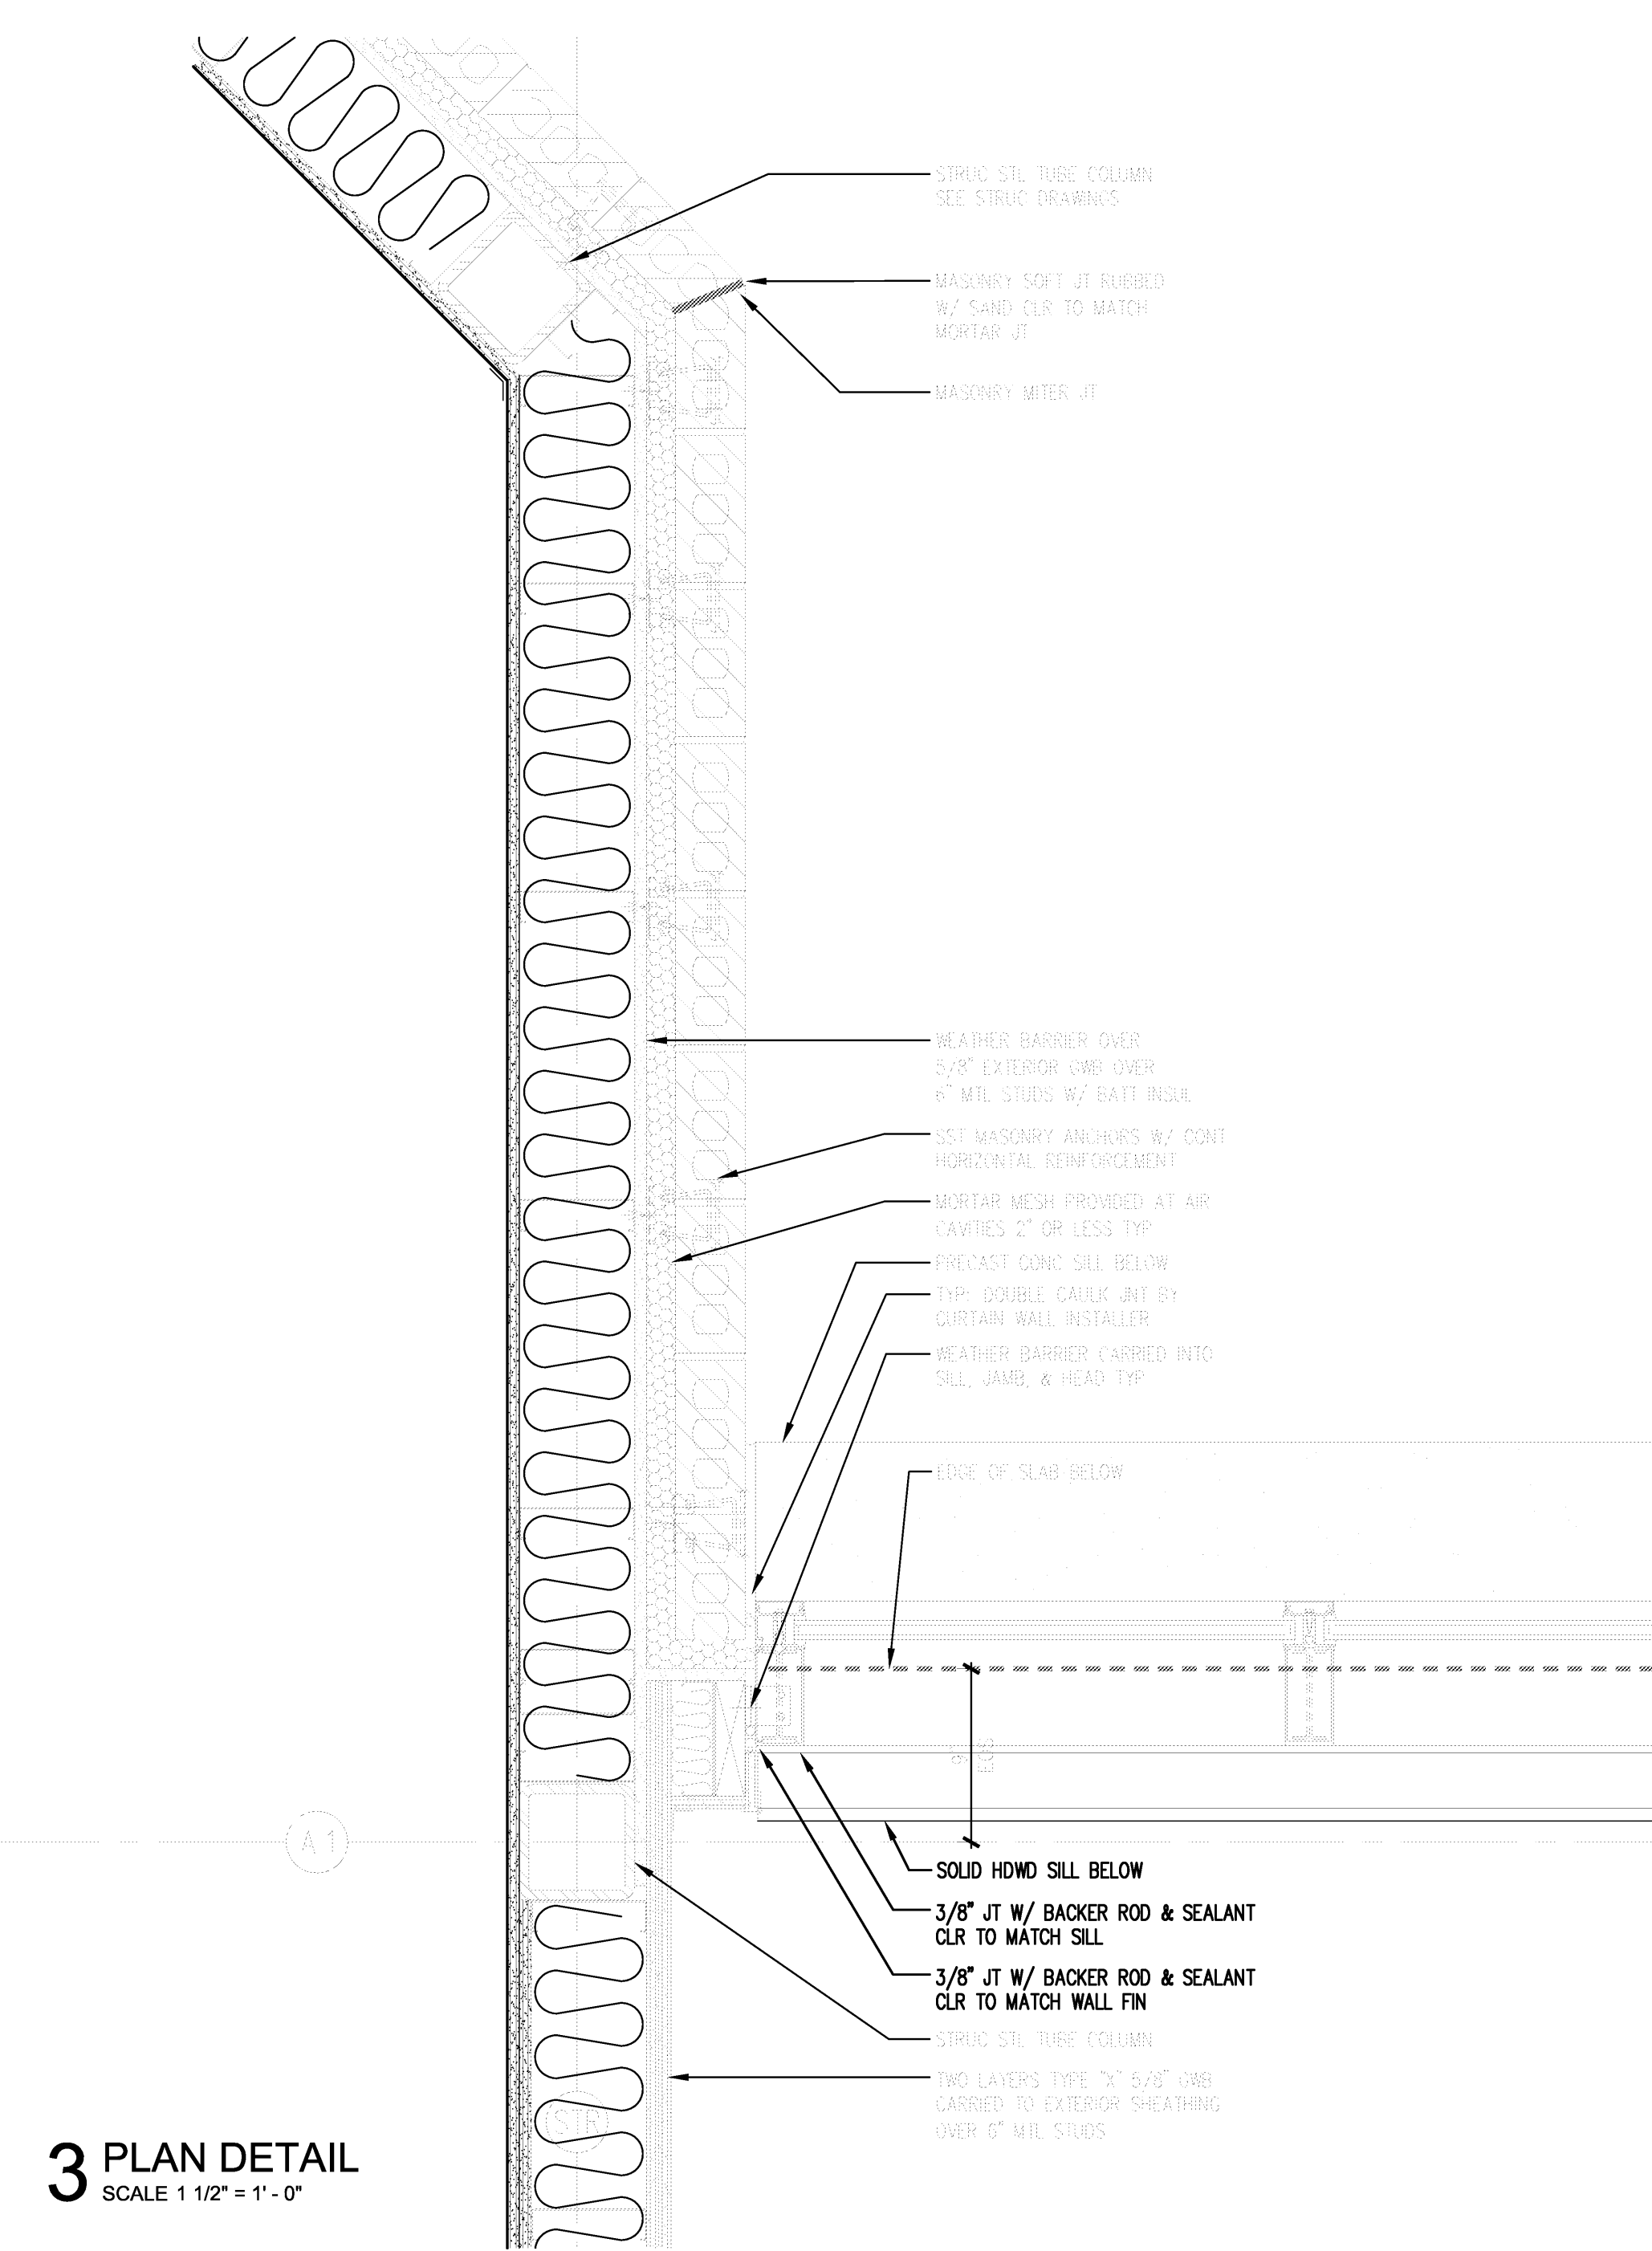 STRUC STL TUBE COLUMN
SEE STRUC DRAWINGS
MASONRY SOFT JT RUBBED
W/ SAND CLR TO MATCH
MORTAR JT
MASONRY MITER JT
WEATHER BARRIER OVER
5/8" EXTERIOR GWB OVER
6" MTL STUDS W/ BATT INSUL
SST MASONRY ANCHORS W/ CONT
HORIZONTAL REINFORCEMENT
MORTAR MESH PROVIDED AT AIR
CAVITIES 2" OR LESS TYP
PRECAST CONC SILL BELOW
TYP: DOUBLE CAULK JNT BY
CURTAIN WALL INSTALLER
WEATHER BARRIER CARRIED INTO
SILL, JAMB, & HEAD TYP
EDGE OF SLAB BELOW
A1
SOLID HDWD SILL BELOW
3/8" JT W/ BACKER ROD & SEALANT
CLR TO MATCH SILL
3/8" JT W/ BACKER ROD & SEALANT
CLR TO MATCH WALL FIN
STRUC STL TUBE COLUMN
TWO LAYERS TYPE "X" 5/8" GWB
CARRIED TO EXTERIOR SHEATHING
OVER 6" MTL STUDS
STR
3 PLAN DETAIL
SCALE 1 1/2" = 1' - 0"